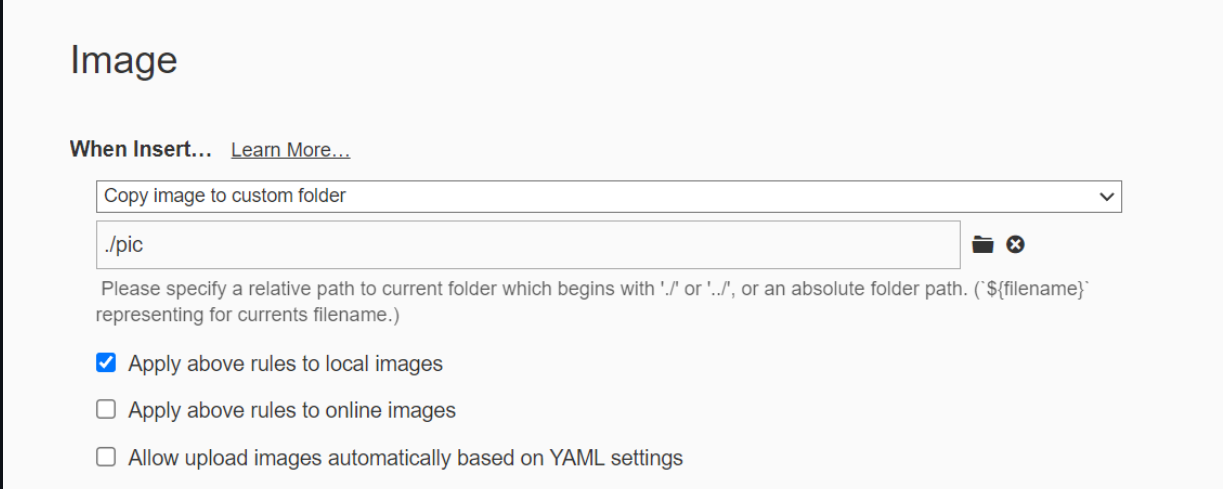 Image
When Insert... Learn More...
Copy image to custom folder
./pic
Please specify a relative path to current folder which begins with './' or '../', or an absolute folder path. (`${filename}`
representing for currents filename.)
Apply above rules to local images
Apply above rules to online images
Allow upload images automatically based on YAML settings